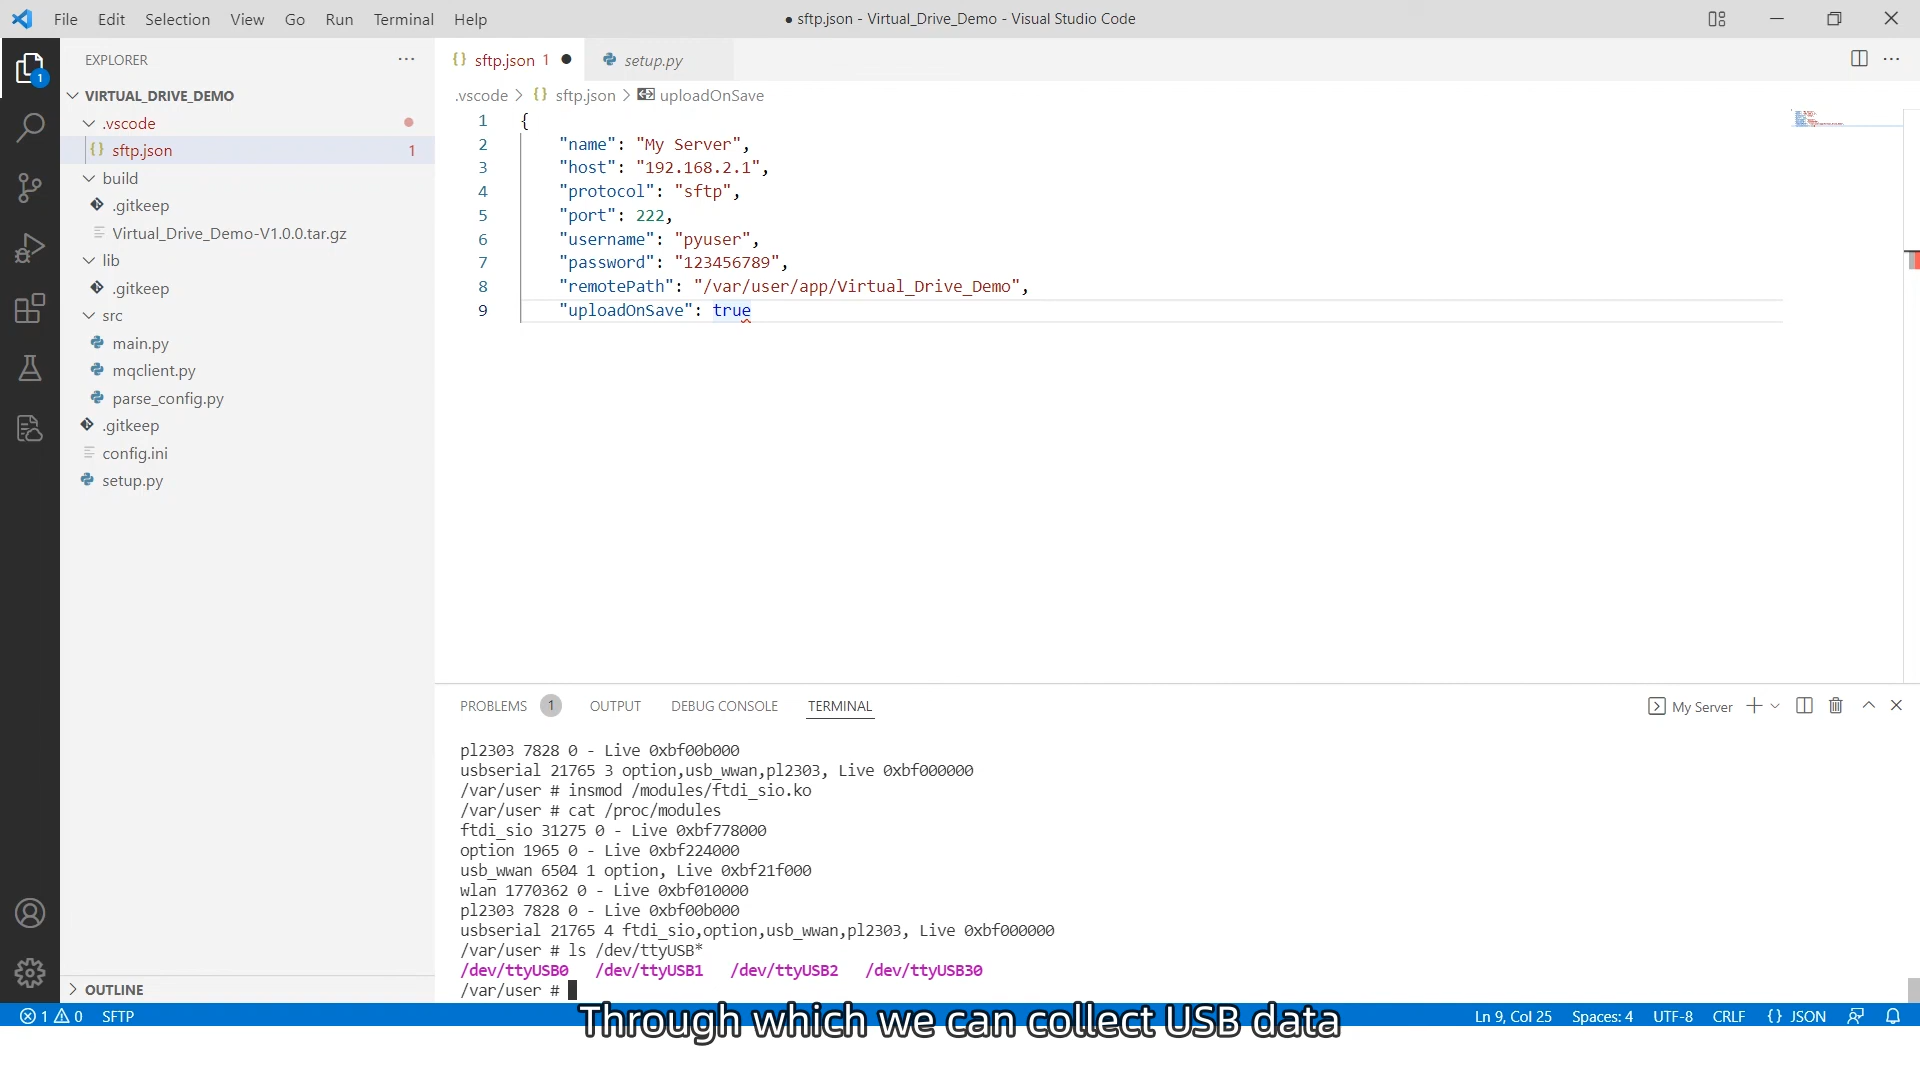 File Edit Selection View Go Run Terminal Help
● sftp.json - Virtual_Drive_Demo - Visual Studio Code
EXPLORER
1
VIRTUAL_DRIVE_DEMO
.vscode
sftp.json 1
build
.gitkeep
Virtual_Drive_Demo-V1.0.0.tar.gz
lib
.gitkeep
src
main.py
mqclient.py
parse_config.py
.gitkeep
config.ini
setup.py
OUTLINE
sftp.json 1
setup.py
.vscode > {} sftp.json > uploadOnSave
1 {
2 "name": "My Server",
3 "host": "192.168.2.1",
4 "protocol": "sftp",
5 "port": 222,
6 "username": "pyuser",
7 "password": "123456789",
8 "remotePath": "/var/user/app/Virtual_Drive_Demo",
9 "uploadOnSave": true
PROBLEMS 1 OUTPUT DEBUG CONSOLE TERMINAL
My Server
pl2303 7828 0 - Live 0xbf00b000
usbserial 21765 3 option,usb_wwan,pl2303, Live 0xbf000000
/var/user # insmod /modules/ftdi_sio.ko
/var/user # cat /proc/modules
ftdi_sio 31275 0 - Live 0xbf778000
option 1965 0 - Live 0xbf224000
usb_wwan 6504 1 option, Live 0xbf21f000
wlan 1770362 0 - Live 0xbf010000
pl2303 7828 0 - Live 0xbf00b000
usbserial 21765 4 ftdi_sio,option,usb_wwan,pl2303, Live 0xbf000000
/var/user # ls /dev/ttyUSB*
/dev/ttyUSB0 /dev/ttyUSB1 /dev/ttyUSB2 /dev/ttyUSB30
/var/user #
1 0 SFTP
Ln 9, Col 25 Spaces: 4 UTF-8 CRLF {} JSON
Through which we can collect USB data